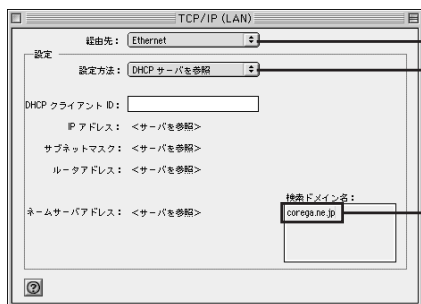 TCP/IP (LAN)
経由先： Ethernet
設定
設定方法： DHCP サーバを参照
DHCP クライアント ID：
IP アドレス： <サーバを参照>
サブネットマスク： <サーバを参照>
ルータアドレス： <サーバを参照>
検索ドメイン名：
ネームサーバアドレス： <サーバを参照>
corega.ne.jp
?